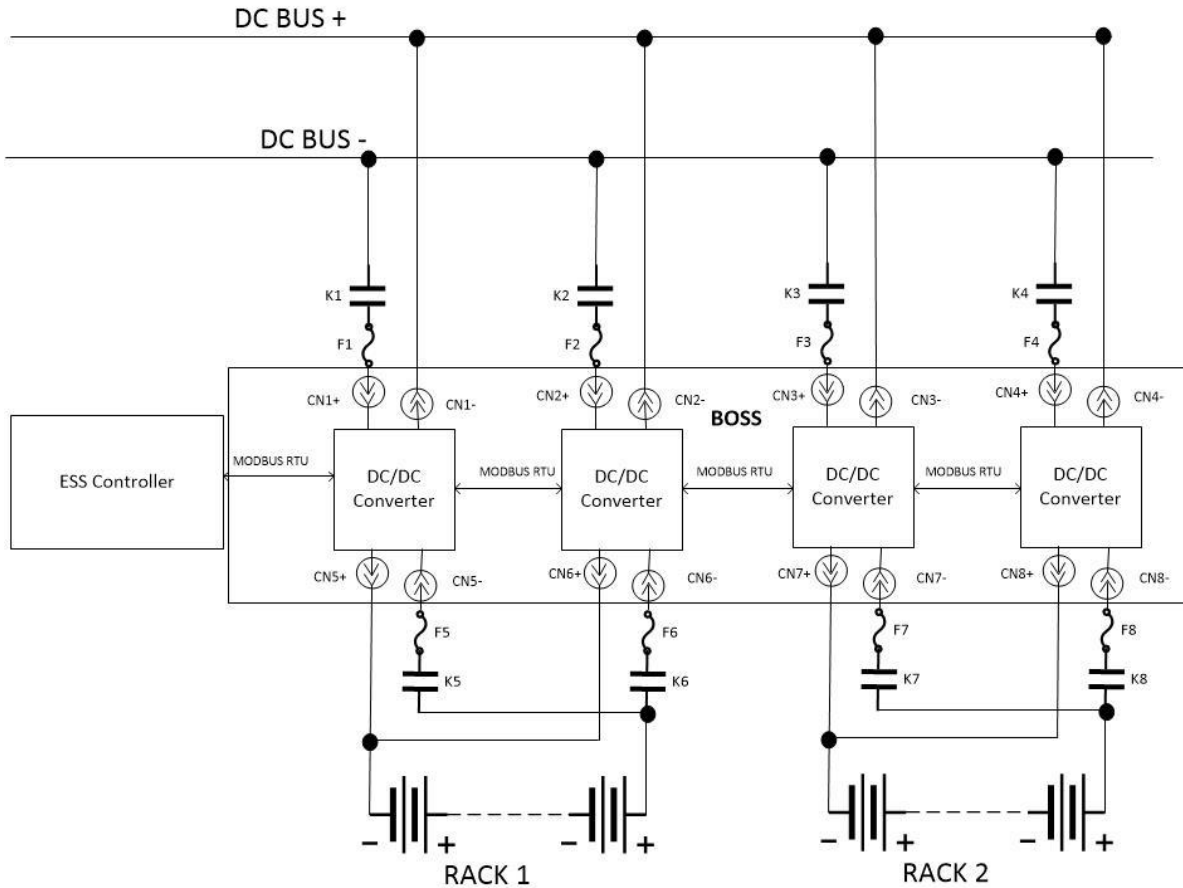 DC BUS +
DC BUS -
K1
K2
K3
K4
F1
F2
F3
F4
CN1+
CN1-
CN2+
CN2-
BOSS
CN3+
CN3-
CN4+
CN4-
ESS Controller
MODBUS RTU
DC/DC
Converter
MODBUS RTU
DC/DC
Converter
MODBUS RTU
DC/DC
Converter
MODBUS RTU
DC/DC
Converter
CN5+
CN5-
CN6+
CN6-
CN7+
CN7-
CN8+
CN8-
F5
F6
F7
F8
K5
K6
K7
K8
- + - +
RACK 1
- + - +
RACK 2